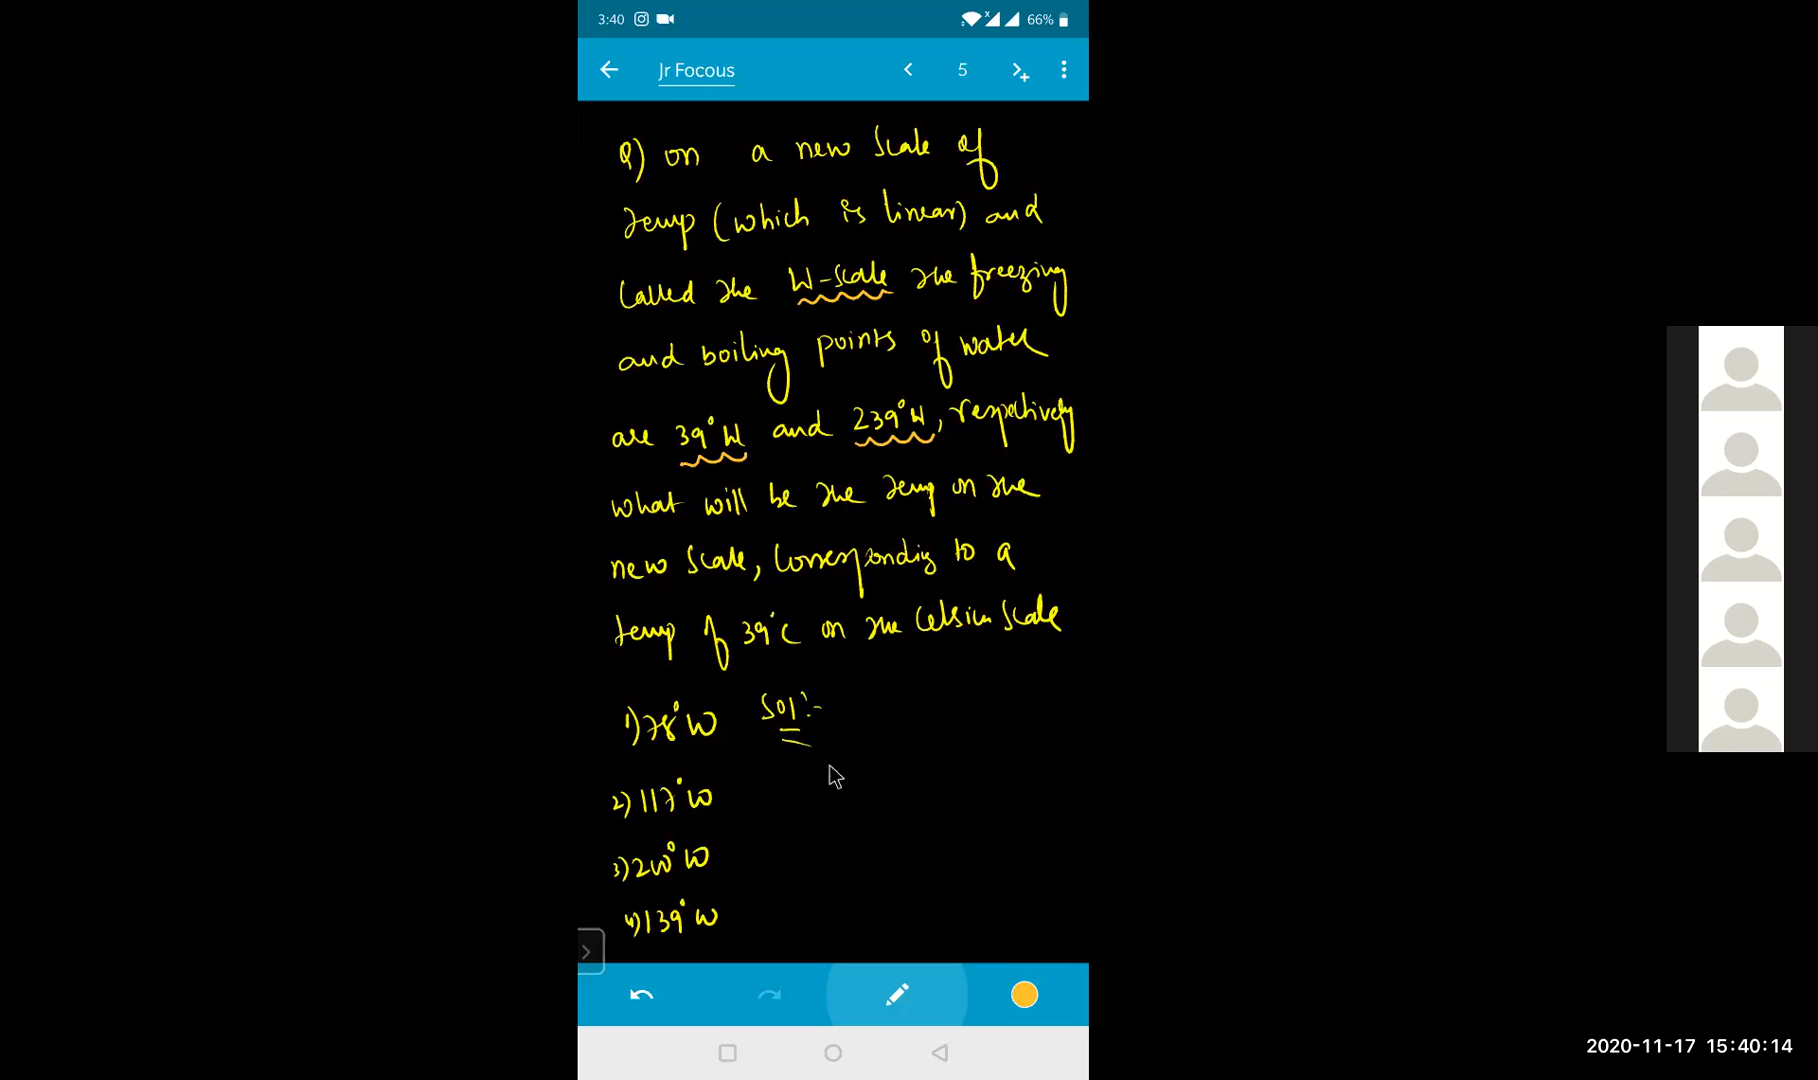 3:40
66%
Jr Focous
5
Q) on a new Scale of
Temp (which is linear) and
Called the W-Scale the freezing
and boiling points of water
are 39°W and 239°W, respectively
what will be the temp on the
new Scale, Corresponding to a
temp of 39°C on the Celsius Scale
1) 78°W Sol:-
2) 117°W
3) 200°W
4) 139°W
2020-11-17 15:40:14